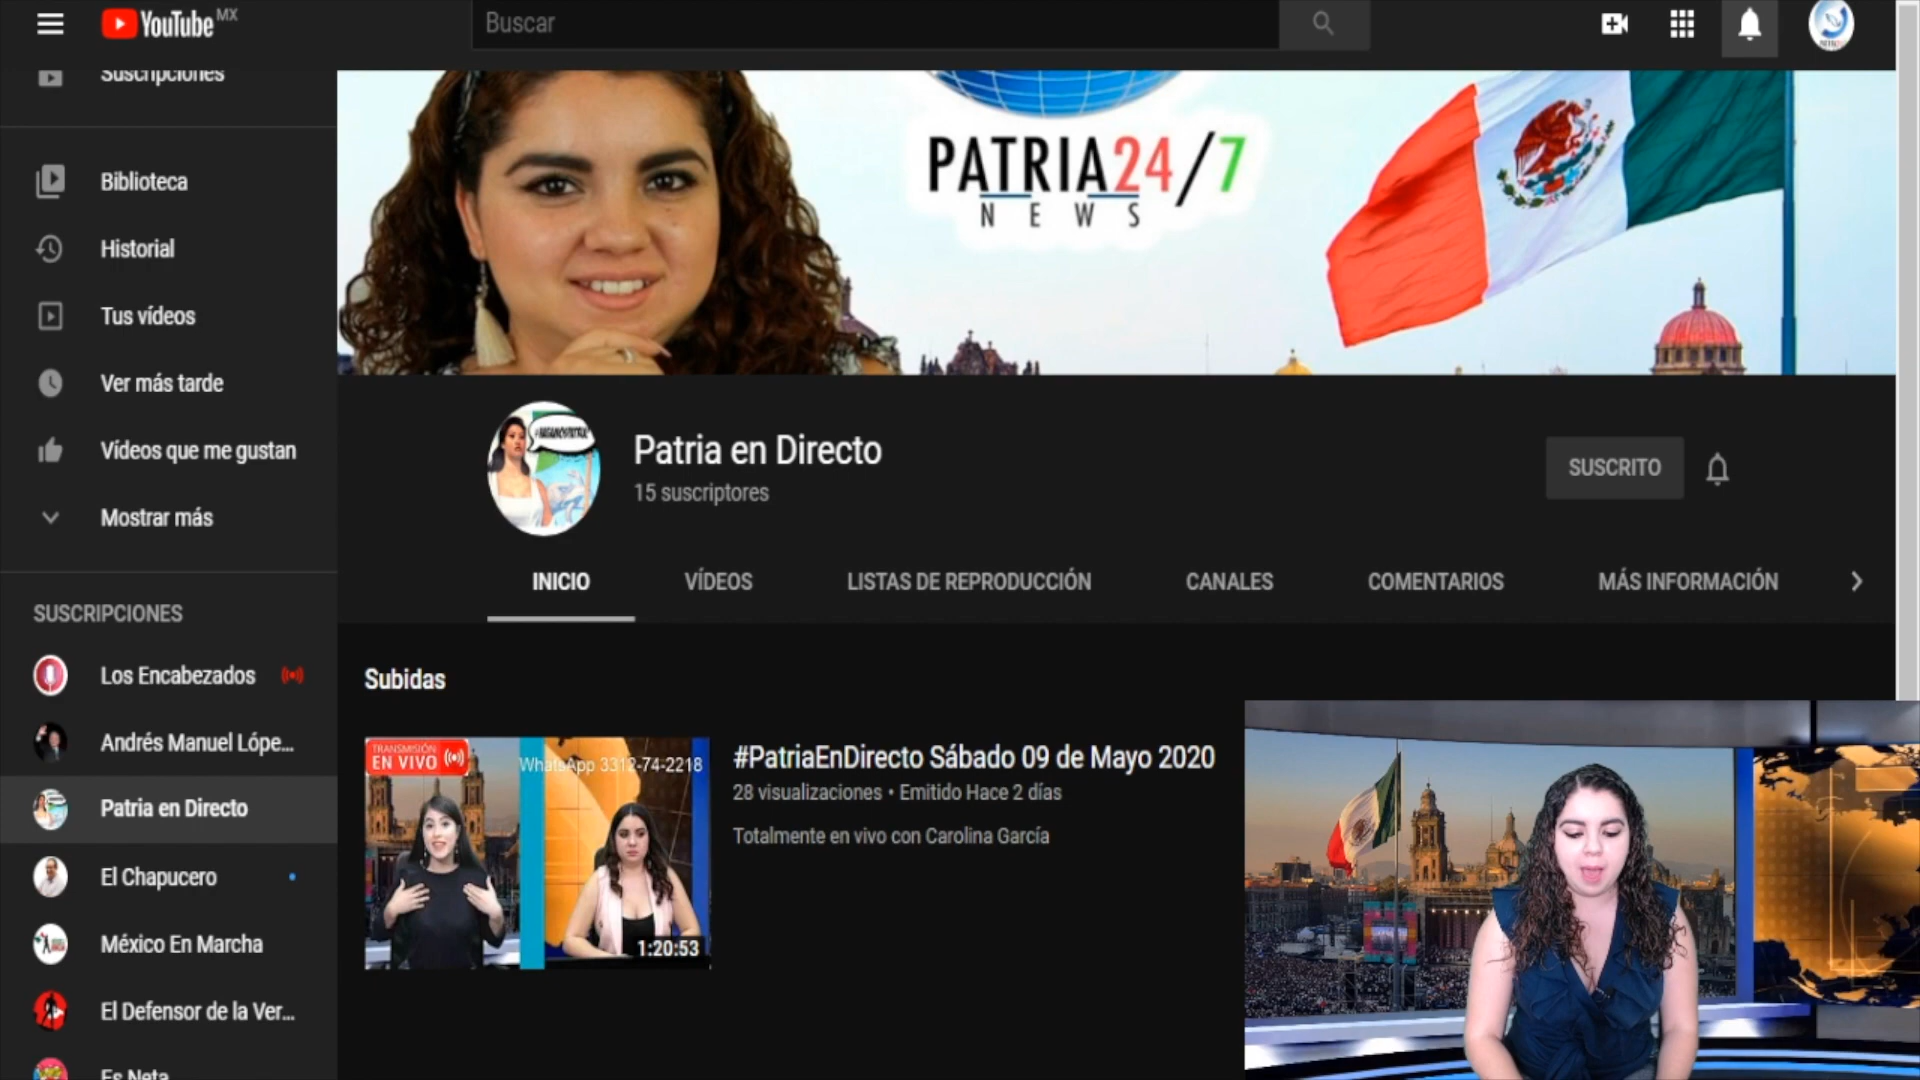 YouTube MX
Buscar
Suscripciones
Biblioteca
Historial
Tus vídeos
Ver más tarde
Vídeos que me gustan
Mostrar más
SUSCRIPCIONES
Los Encabezados
Andrés Manuel Lópe...
Patria en Directo
El Chapucero
México En Marcha
El Defensor de la Ver...
Es Neta
PATRIA24/7
NEWS
Patria en Directo
15 suscriptores
SUSCRITO
INICIO
VÍDEOS
LISTAS DE REPRODUCCIÓN
CANALES
COMENTARIOS
MÁS INFORMACIÓN
Subidas
TRANSMISIÓN
EN VIVO
WhatsApp 3312-74-2218
1:20:53
#PatriaEnDirecto Sábado 09 de Mayo 2020
28 visualizaciones • Emitido Hace 2 días
Totalmente en vivo con Carolina García